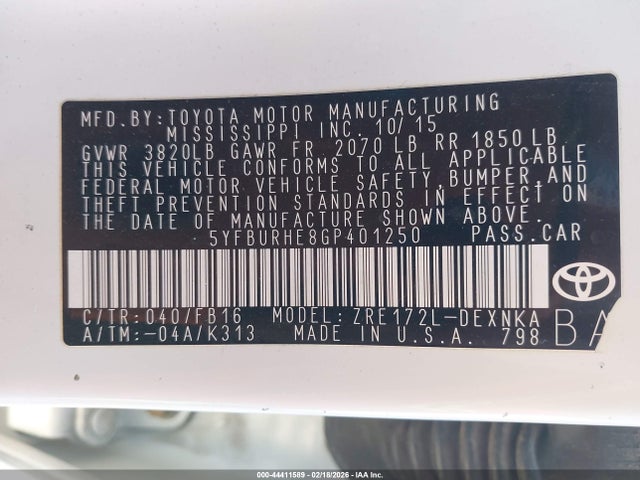 MFD. BY: TOYOTA MOTOR MANUFACTURING
MISSISSIPPI INC. 10/15
GVWR 3820LB GAWR FR 2070 LB RR 1850LB
THIS VEHICLE CONFORMS TO ALL APPLICABLE
FEDERAL MOTOR VEHICLE SAFETY, BUMPER, AND
THEFT PREVENTION STANDARDS IN EFFECT ON
THE DATE OF MANUFACTURE SHOWN ABOVE.
5YFBURHE8GP401250 PASS. CAR
C/TR: 040/FB16 MODEL: ZRE172L-DEXNKA
A/TM: -04A/K313 MADE IN U.S.A. 798
BA
000-44411589 | 02/18/2026 | IAA Inc.